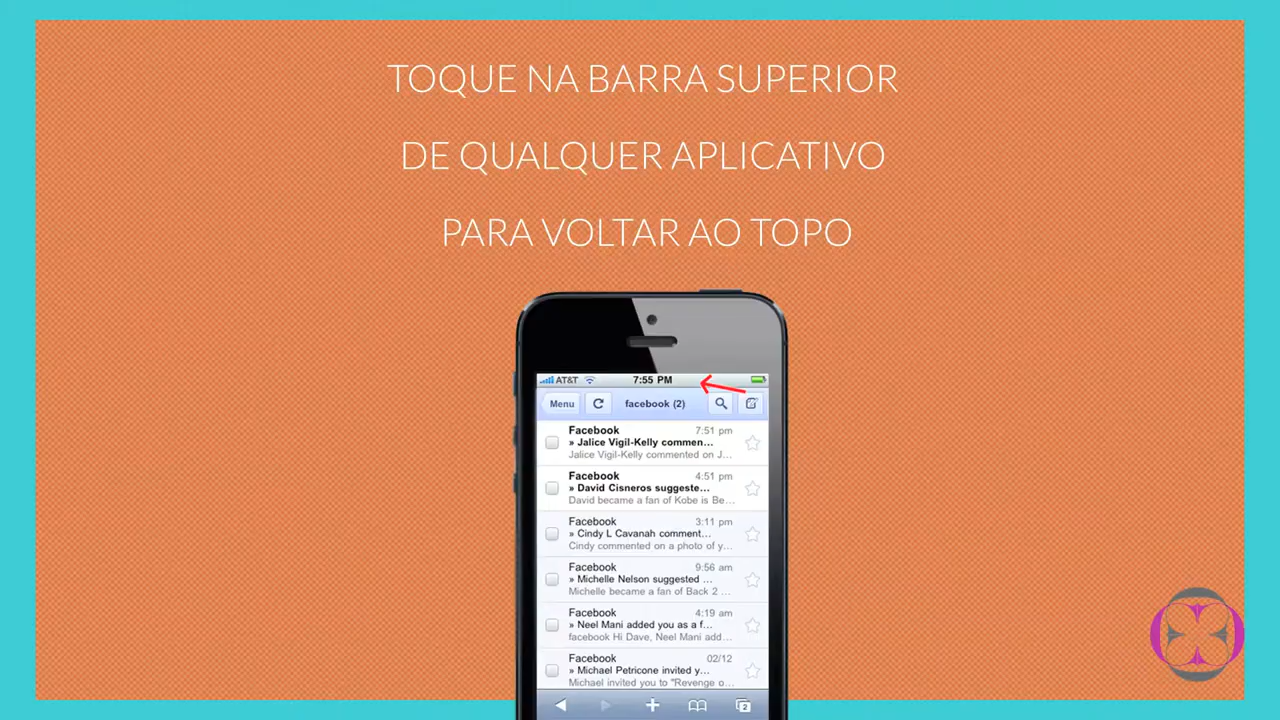 TOQUE NA BARRA SUPERIOR
DE QUALQUER APLICATIVO
PARA VOLTAR AO TOPO
AT&T 7:55 PM
Menu facebook (2)
Facebook 7:51 pm
» Jalice Vigil-Kelly commen...
Jalice Vigil-Kelly commented on J...
Facebook 4:51 pm
» David Cisneros suggeste...
David became a fan of Kobe is Be...
Facebook 3:11 pm
» Cindy L Cavanah comment...
Cindy commented on a photo of y...
Facebook 9:56 am
» Michelle Nelson suggested ...
Michelle became a fan of Back 2 ...
Facebook 4:19 am
» Neel Mani added you as a f...
facebook Hi Dave, Neel Mani add...
Facebook 02/12
» Michael Petricone invited y...
Michael invited you to "Revenge o...
2